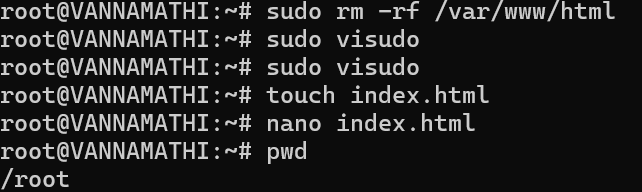 root@VANNAMATHI:~# sudo rm -rf /var/www/html
root@VANNAMATHI:~# sudo visudo
root@VANNAMATHI:~# sudo visudo
root@VANNAMATHI:~# touch index.html
root@VANNAMATHI:~# nano index.html
root@VANNAMATHI:~# pwd
/root